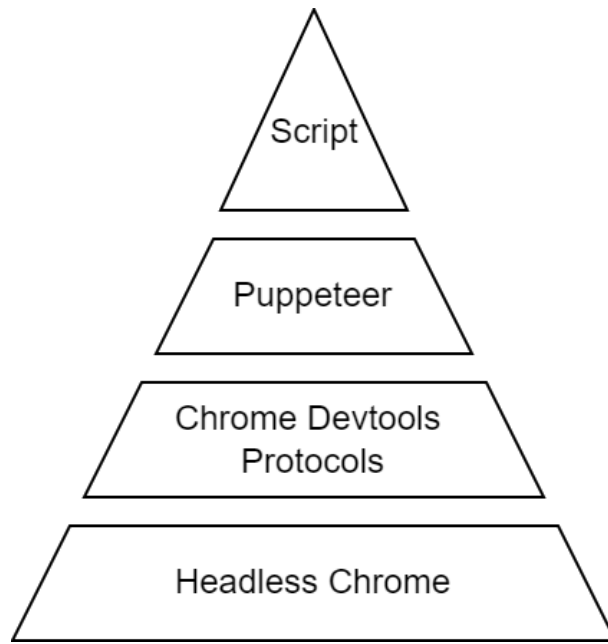 Script
Puppeteer
Chrome Devtools
Protocols
Headless Chrome